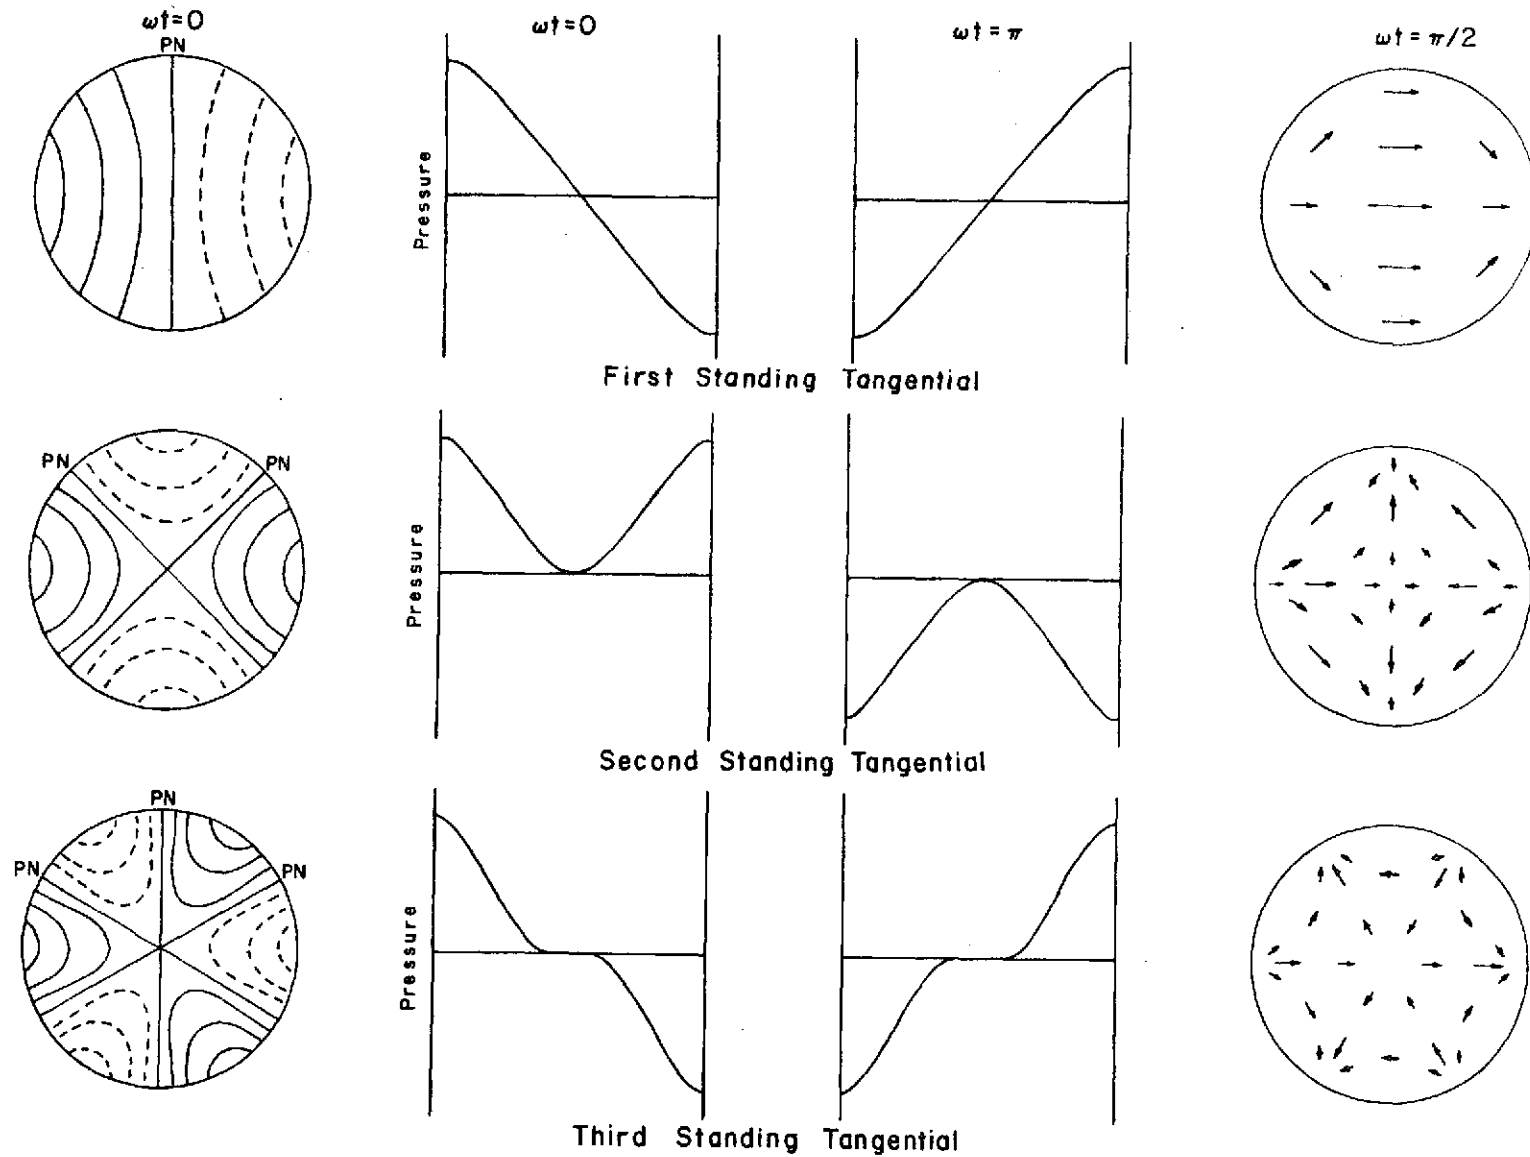 ωt=0
ωt=0
ωt=π
ωt=π/2
PN
Pressure
First Standing Tangential
PN
PN
Pressure
Second Standing Tangential
PN
PN
PN
Pressure
Third Standing Tangential